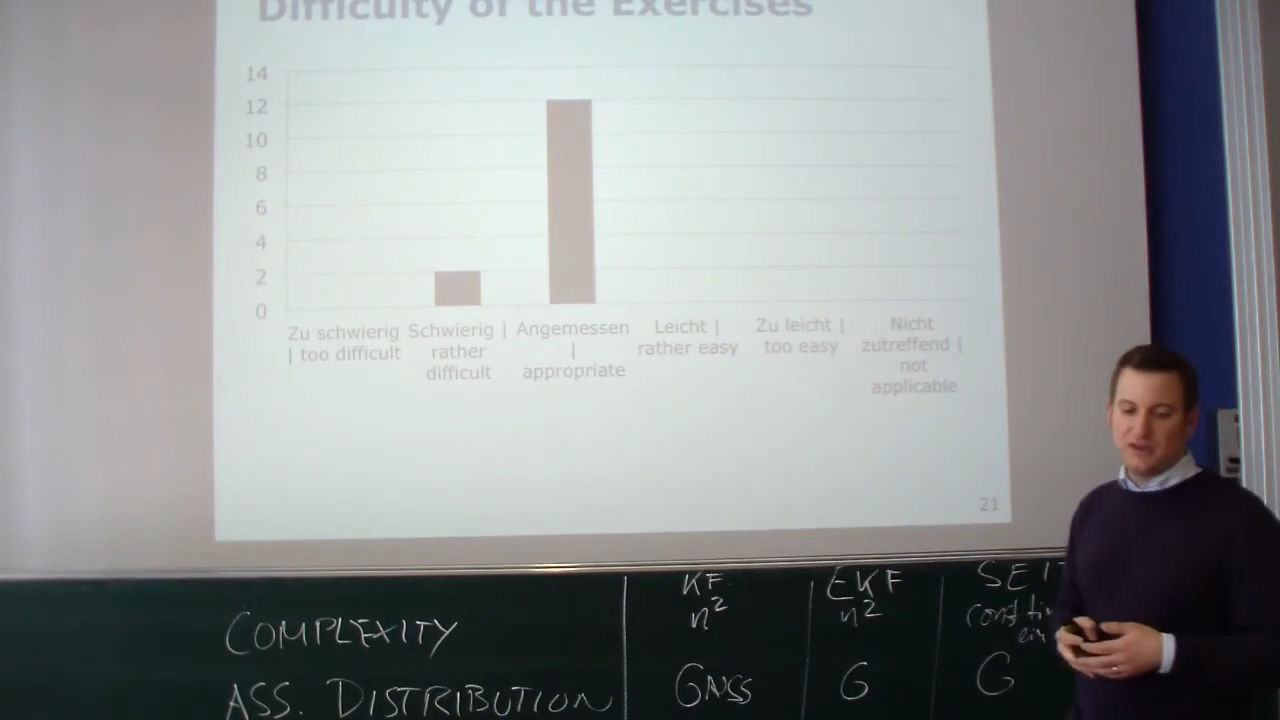 Difficulty of the Exercises
14
12
10
8
6
4
2
0
Zu schwierig
| too difficult
Schwierig |
rather
difficult
Angemessen
|
appropriate
Leicht |
rather easy
Zu leicht |
too easy
Nicht
zutreffend |
not
applicable
21
KF
EKF
SEIF
COMPLEXITY
n²
n²
ASS. DISTRIBUTION
GNSS
G
G